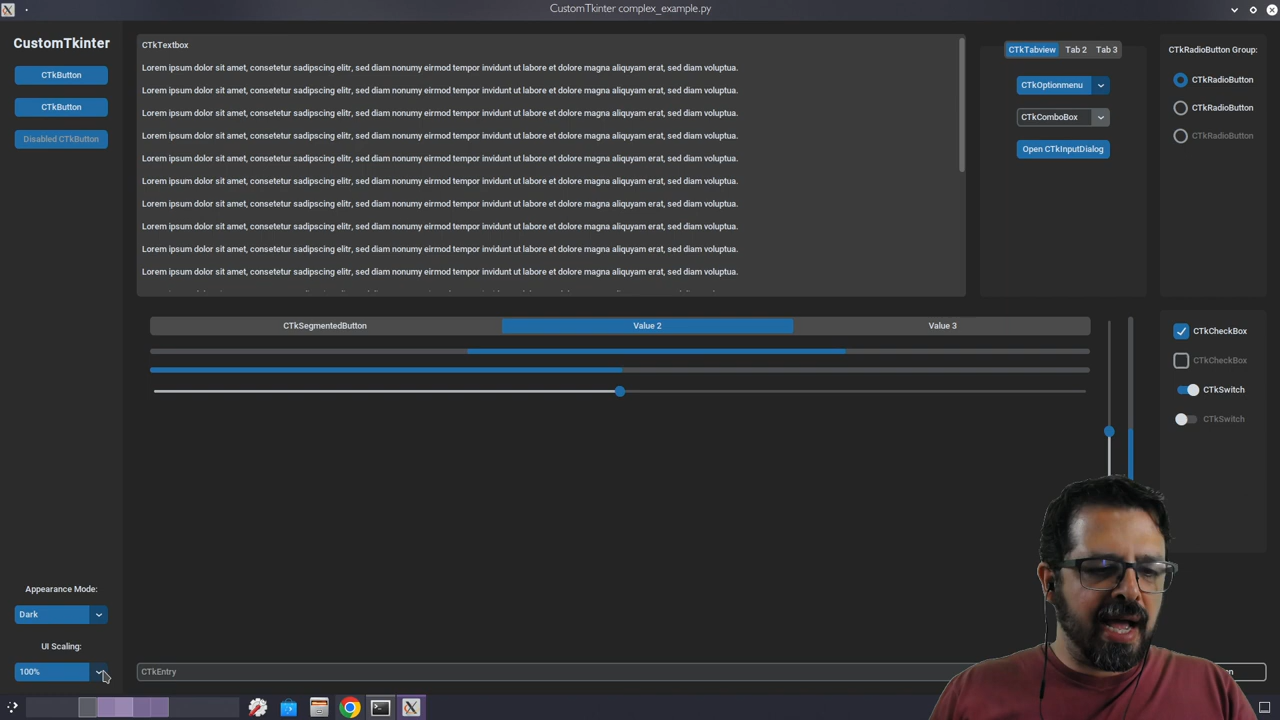 CustomTkinter complex_example.py
CustomTkinter
CTkButton
CTkButton
Disabled CTkButton
Appearance Mode:
Dark
UI Scaling:
100%
CTkTextbox
Lorem ipsum dolor sit amet, consetetur sadipscing elitr, sed diam nonumy eirmod tempor invidunt ut labore et dolore magna aliquyam erat, sed diam voluptua.
Lorem ipsum dolor sit amet, consetetur sadipscing elitr, sed diam nonumy eirmod tempor invidunt ut labore et dolore magna aliquyam erat, sed diam voluptua.
Lorem ipsum dolor sit amet, consetetur sadipscing elitr, sed diam nonumy eirmod tempor invidunt ut labore et dolore magna aliquyam erat, sed diam voluptua.
Lorem ipsum dolor sit amet, consetetur sadipscing elitr, sed diam nonumy eirmod tempor invidunt ut labore et dolore magna aliquyam erat, sed diam voluptua.
Lorem ipsum dolor sit amet, consetetur sadipscing elitr, sed diam nonumy eirmod tempor invidunt ut labore et dolore magna aliquyam erat, sed diam voluptua.
Lorem ipsum dolor sit amet, consetetur sadipscing elitr, sed diam nonumy eirmod tempor invidunt ut labore et dolore magna aliquyam erat, sed diam voluptua.
Lorem ipsum dolor sit amet, consetetur sadipscing elitr, sed diam nonumy eirmod tempor invidunt ut labore et dolore magna aliquyam erat, sed diam voluptua.
Lorem ipsum dolor sit amet, consetetur sadipscing elitr, sed diam nonumy eirmod tempor invidunt ut labore et dolore magna aliquyam erat, sed diam voluptua.
Lorem ipsum dolor sit amet, consetetur sadipscing elitr, sed diam nonumy eirmod tempor invidunt ut labore et dolore magna aliquyam erat, sed diam voluptua.
Lorem ipsum dolor sit amet, consetetur sadipscing elitr, sed diam nonumy eirmod tempor invidunt ut labore et dolore magna aliquyam erat, sed diam voluptua.
CTkTabview Tab 2 Tab 3
CTkOptionmenu
CTkComboBox
Open CTkInputDialog
CTkRadioButton Group:
CTkRadioButton
CTkRadioButton
CTkRadioButton
CTkSegmentedButton Value 2 Value 3
CTkCheckBox
CTkCheckBox
CTkSwitch
CTkSwitch
CTkEntry